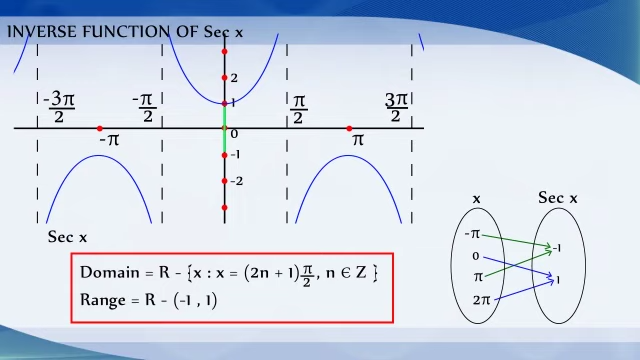 INVERSE FUNCTION OF Sec x
2
1
-3π/2
-π/2
π/2
3π/2
-π
0
π
-1
-2
Sec x
x
Sec x
-π
0
π
2π
-1
1
Domain = R - {x : x = (2n + 1)π/2, n ∈ Z }
Range = R - (-1 , 1)